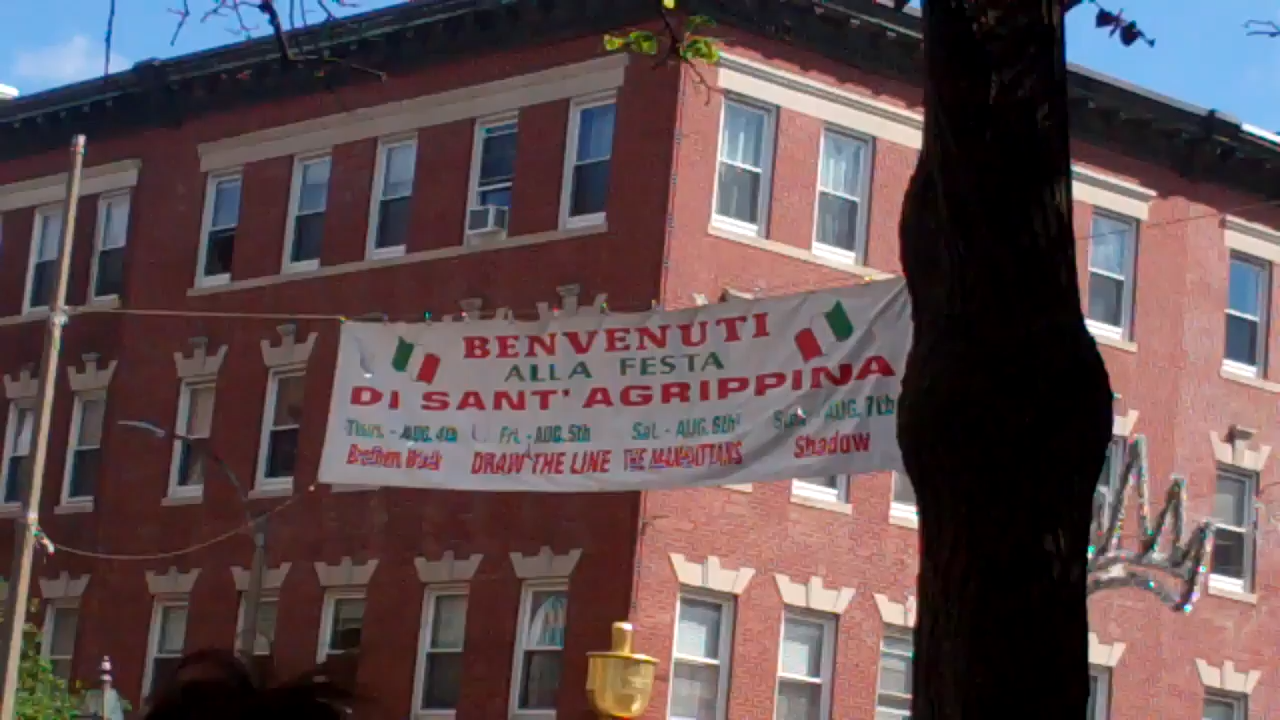 BENVENUTI
ALLA FESTA
DI SANT' AGRIPPINA
Thurs. - AUG. 4th Fri. - AUG. 5th Sat. - AUG. 6th Sun. - AUG. 7th
DRAW THE LINE THE MANHATTANS Shadow